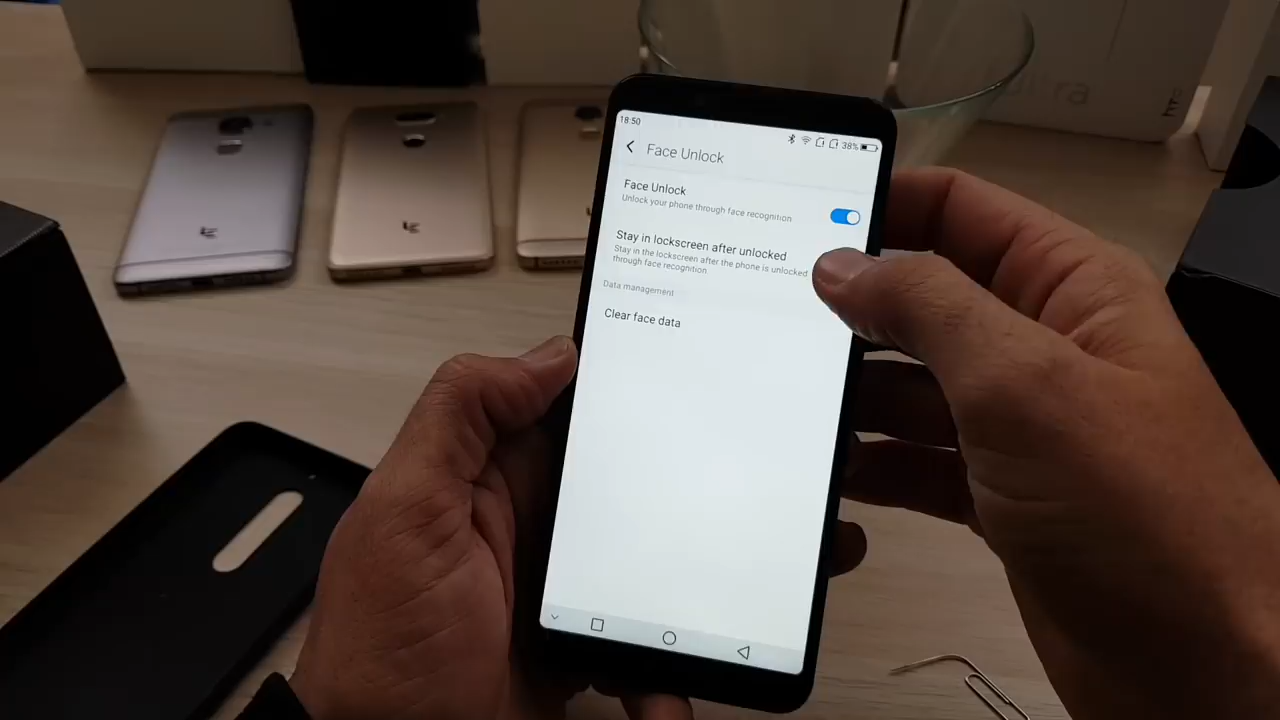 18:50
38%
Face Unlock
Face Unlock
Unlock your phone through face recognition
Stay in lockscreen after unlocked
Stay in the lockscreen after the phone is unlocked
through face recognition
Data management
Clear face data
hTC